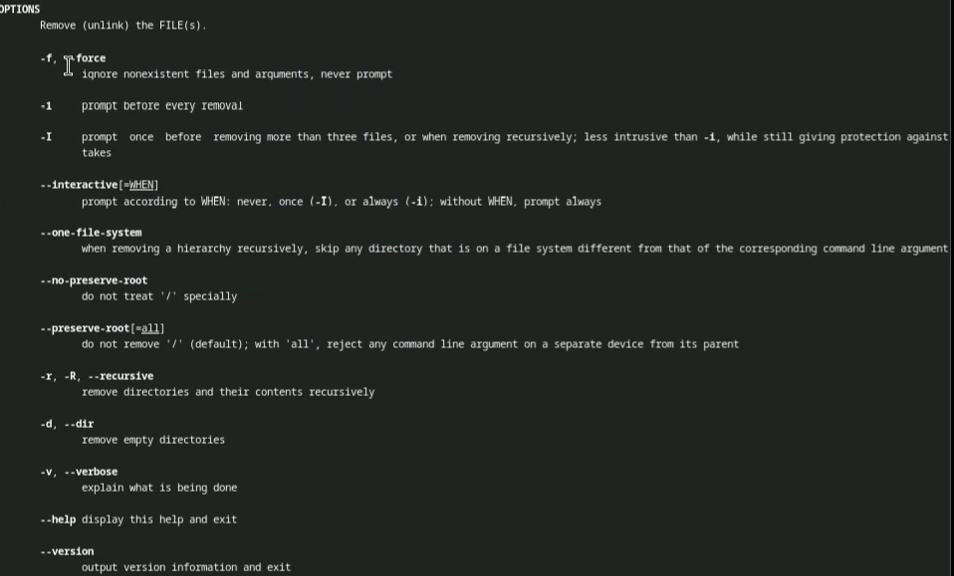 OPTIONS
Remove (unlink) the FILE(s).
-f, --force
ignore nonexistent files and arguments, never prompt
-i prompt before every removal
-I prompt once before removing more than three files, or when removing recursively; less intrusive than -i, while still giving protection against
takes
--interactive[=WHEN]
prompt according to WHEN: never, once (-I), or always (-i); without WHEN, prompt always
--one-file-system
when removing a hierarchy recursively, skip any directory that is on a file system different from that of the corresponding command line argument
--no-preserve-root
do not treat '/' specially
--preserve-root[=all]
do not remove '/' (default); with 'all', reject any command line argument on a separate device from its parent
-r, -R, --recursive
remove directories and their contents recursively
-d, --dir
remove empty directories
-v, --verbose
explain what is being done
--help display this help and exit
--version
output version information and exit